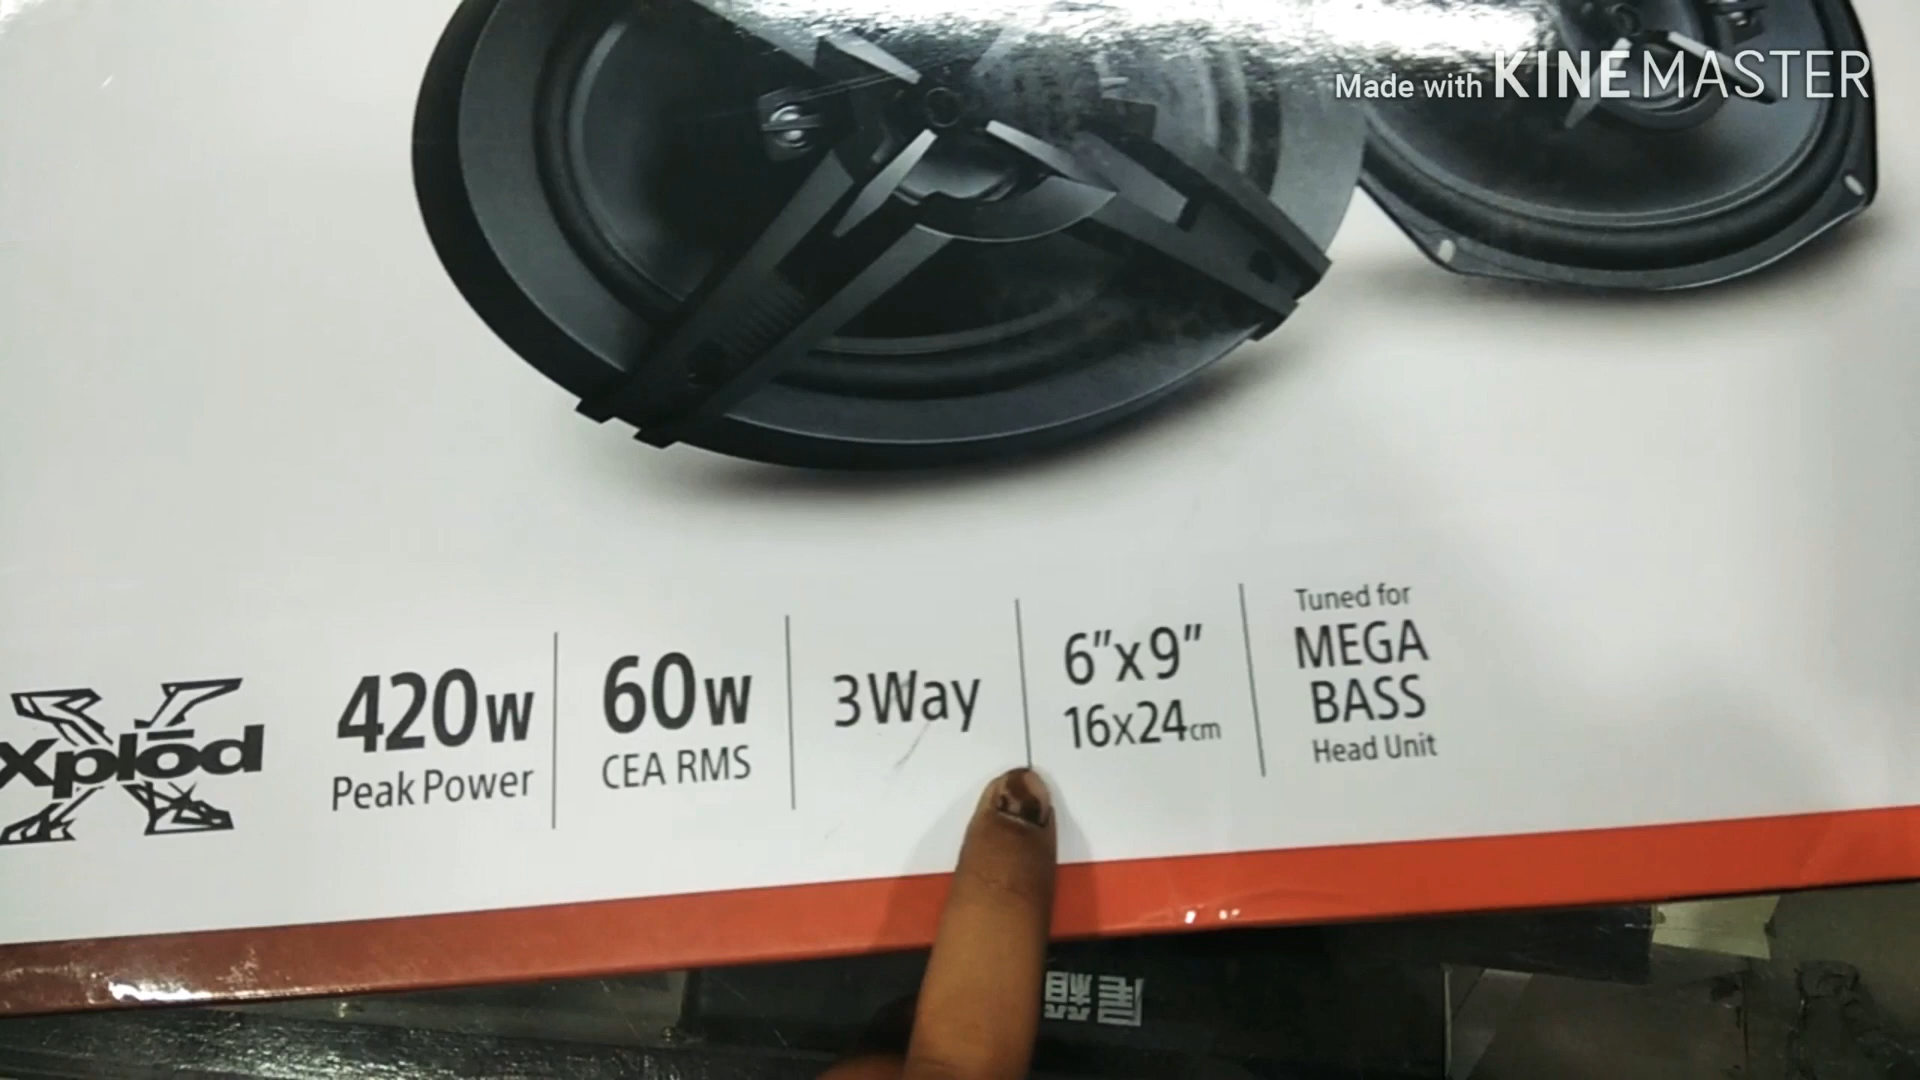 Made with KINEMASTER
Xplōd
420w
Peak Power
60w
CEA RMS
3Way
6"x9"
16x24cm
Tuned for
MEGA
BASS
Head Unit